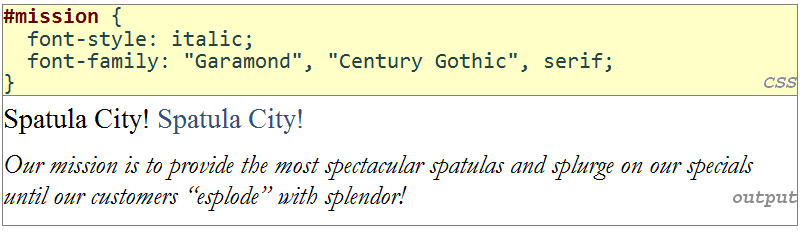 #mission {
  font-style: italic;
  font-family: "Garamond", "Century Gothic", serif;
}
CSS
Spatula City! Spatula City!
Our mission is to provide the most spectacular spatulas and splurge on our specials
until our customers “esplode” with splendor!
output